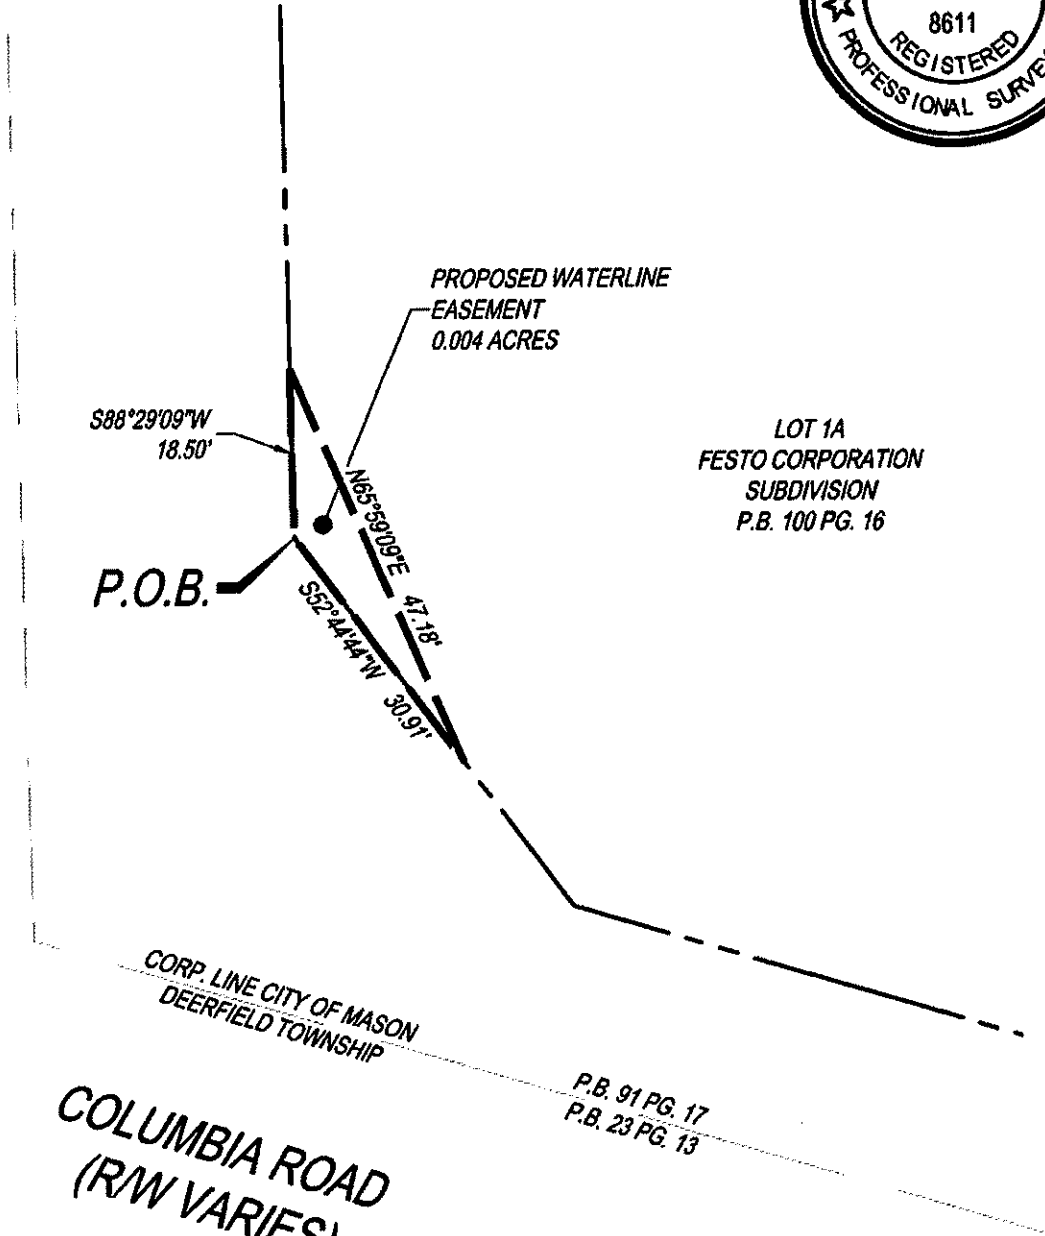 8611
REGISTERED
PROFESSIONAL
PROPOSED WATERLINE
EASEMENT
0.004 ACRES
S88°29'09"W
18.50'
LOT 1A
FESTO CORPORATION
SUBDIVISION
P.B. 100 PG. 16
N65°59'09"E 47.18'
P.O.B.
S52°44'44"W 30.91'
CORP. LINE CITY OF MASON
DEERFIELD TOWNSHIP
P.B. 91 PG. 17
P.B. 23 PG. 13
COLUMBIA ROAD
(R/W VARIES)